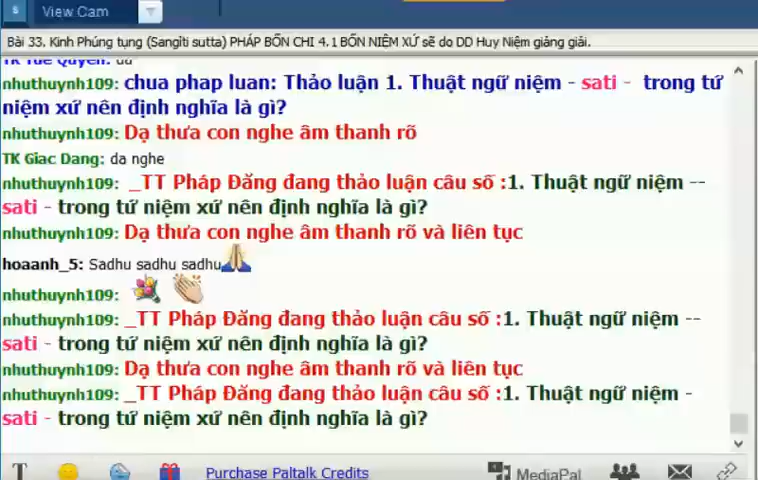 s View Cam
Bài 33. Kinh Phúng tụng (Sangīti sutta) PHÁP BỐN CHI 4.1 BỐN NIỆM XỨ sẽ do DD Huy Niệm giảng giải.
TK Tuệ Quyền: da
nhuthuynh109: chua phap luan: Thảo luận 1. Thuật ngữ niệm - sati - trong tứ
niệm xứ nên định nghĩa là gì?
nhuthuynh109: Dạ thưa con nghe âm thanh rõ
TK Giac Dang: da nghe
nhuthuynh109: _TT Pháp Đăng đang thảo luận câu số :1. Thuật ngữ niệm --
sati - trong tứ niệm xứ nên định nghĩa là gì?
nhuthuynh109: Dạ thưa con nghe âm thanh rõ và liên tục
hoaanh_5: Sadhu sadhu sadhu
nhuthuynh109:
nhuthuynh109: _TT Pháp Đăng đang thảo luận câu số :1. Thuật ngữ niệm --
sati - trong tứ niệm xứ nên định nghĩa là gì?
nhuthuynh109: Dạ thưa con nghe âm thanh rõ và liên tục
nhuthuynh109: _TT Pháp Đăng đang thảo luận câu số :1. Thuật ngữ niệm -
sati - trong tứ niệm xứ nên định nghĩa là gì?
T Purchase Paltalk Credits MediaPal